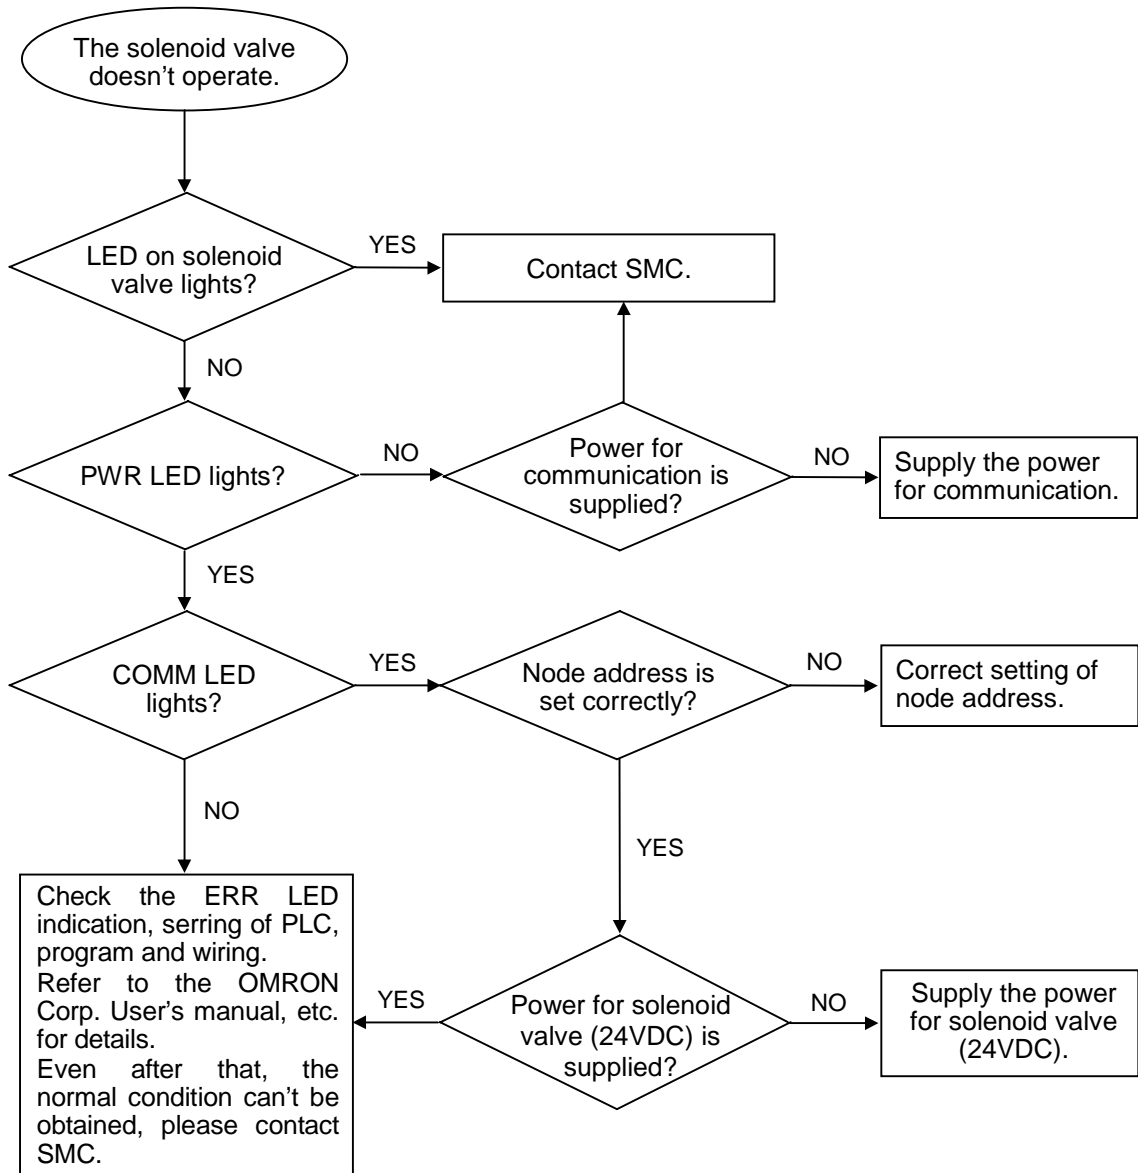 The solenoid valve
doesn't operate.
LED on solenoid
valve lights?
YES
Contact SMC.
NO
PWR LED lights?
NO
Power for
communication is
supplied?
NO
Supply the power
for communication.
YES
COMM LED
lights?
YES
Node address is
set correctly?
NO
Correct setting of
node address.
NO
YES
Check the ERR LED
indication, serring of PLC,
program and wiring.
Refer to the OMRON
Corp. User's manual, etc.
for details.
Even after that, the
normal condition can't be
obtained, please contact
SMC.
YES
Power for solenoid
valve (24VDC) is
supplied?
NO
Supply the power
for solenoid valve
(24VDC).